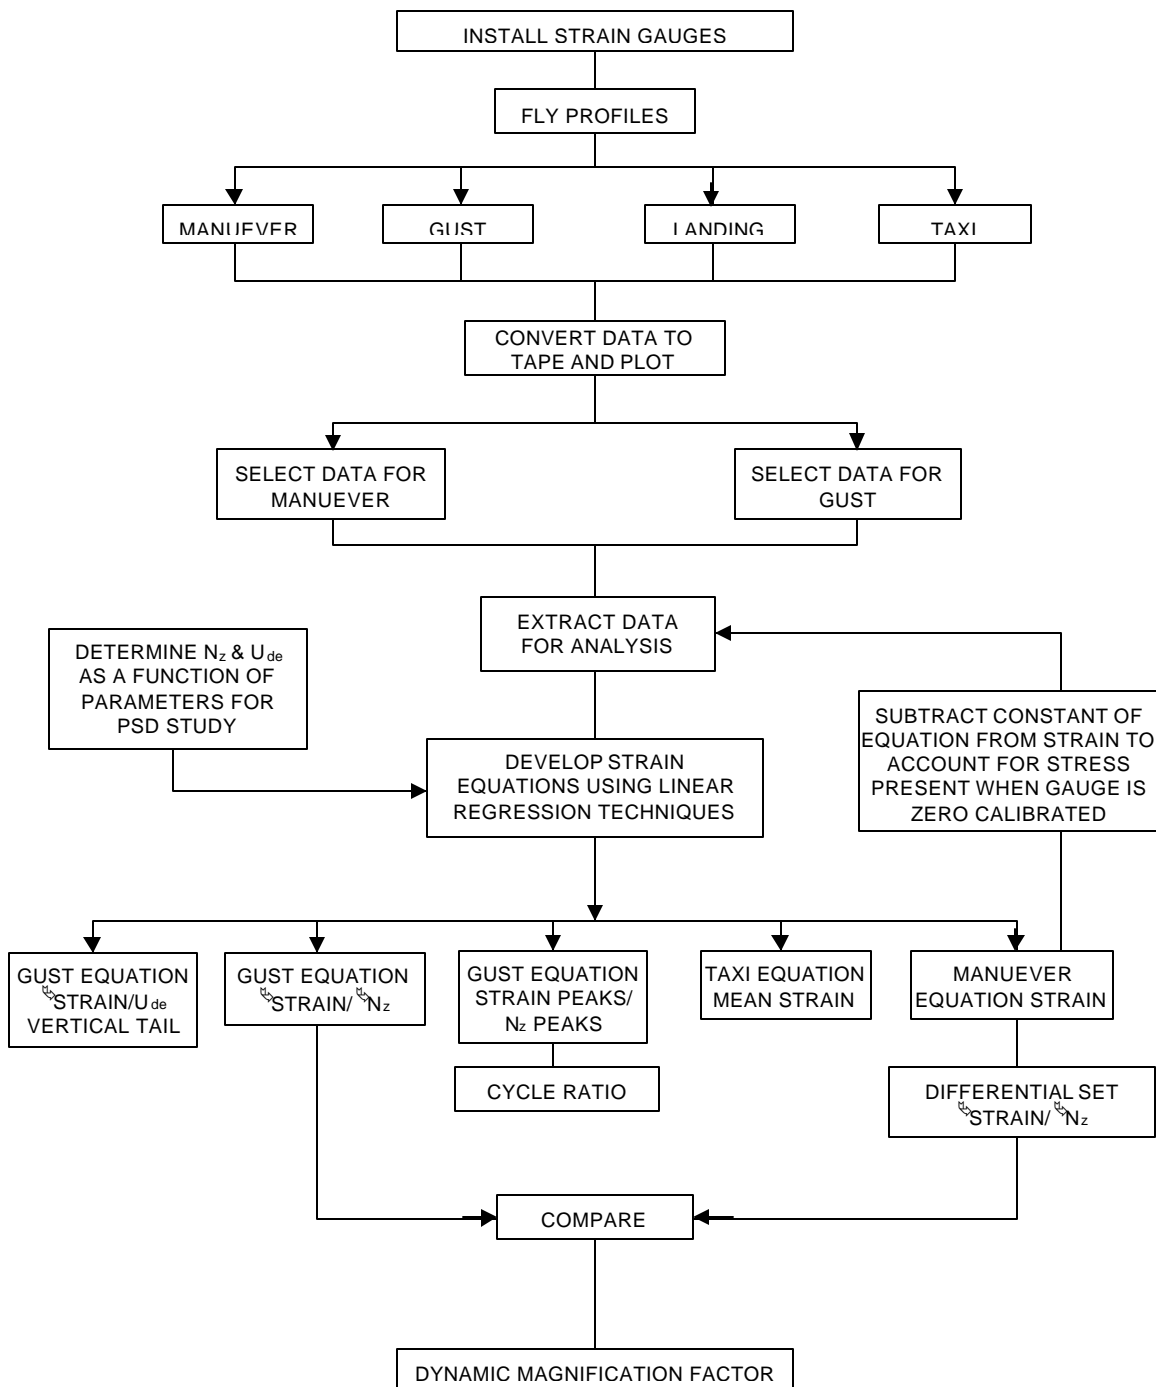 INSTALL STRAIN GAUGES
FLY PROFILES
MANUEVER
GUST
LANDING
TAXI
CONVERT DATA TO
TAPE AND PLOT
SELECT DATA FOR
MANUEVER
SELECT DATA FOR
GUST
EXTRACT DATA
FOR ANALYSIS
DETERMINE Nz & Ude
AS A FUNCTION OF
PARAMETERS FOR
PSD STUDY
SUBTRACT CONSTANT OF
EQUATION FROM STRAIN TO
ACCOUNT FOR STRESS
PRESENT WHEN GAUGE IS
ZERO CALIBRATED
DEVELOP STRAIN
EQUATIONS USING LINEAR
REGRESSION TECHNIQUES
GUST EQUATION
STRAIN/Ude
VERTICAL TAIL
GUST EQUATION
STRAIN/ Nz
GUST EQUATION
STRAIN PEAKS/
Nz PEAKS
TAXI EQUATION
MEAN STRAIN
MANUEVER
EQUATION STRAIN
CYCLE RATIO
DIFFERENTIAL SET
STRAIN/ Nz
COMPARE
DYNAMIC MAGNIFICATION FACTOR